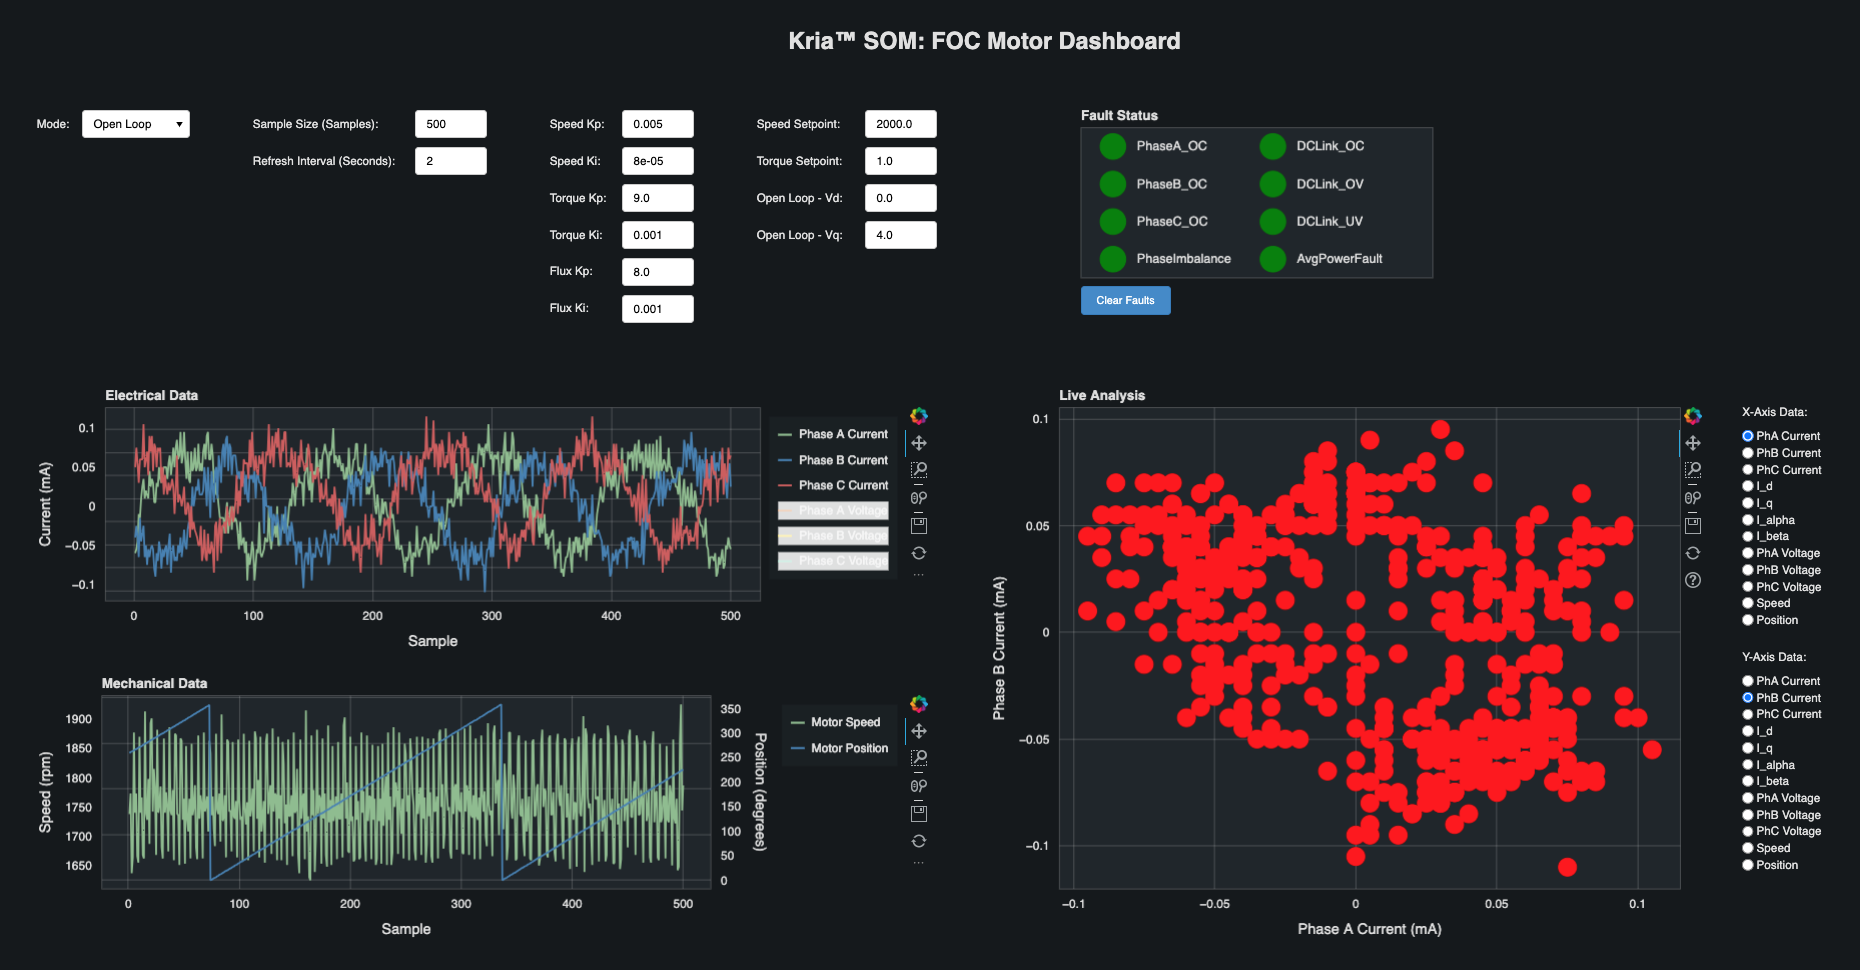 Kria™ SOM: FOC Motor Dashboard
Mode: Open Loop
Sample Size (Samples): 500
Refresh Interval (Seconds): 2
Speed Kp: 0.005
Speed Ki: 8e-05
Torque Kp: 9.0
Torque Ki: 0.001
Flux Kp: 8.0
Flux Ki: 0.001
Speed Setpoint: 2000.0
Torque Setpoint: 1.0
Open Loop - Vd: 0.0
Open Loop - Vq: 4.0
Fault Status
PhaseA_OC DCLink_OC
PhaseB_OC DCLink_OV
PhaseC_OC DCLink_UV
PhaseImbalance AvgPowerFault
Clear Faults
Electrical Data
Current (mA)
0.1
0.05
0
−0.05
−0.1
0 100 200 300 400 500
Sample
Phase A Current
Phase B Current
Phase C Current
Phase A Voltage
Phase B Voltage
Phase C Voltage
Mechanical Data
Speed (rpm)
1900
1850
1800
1750
1700
1650
350
300
250
200
150
100
50
0
Position (degrees)
0 100 200 300 400 500
Sample
Motor Speed
Motor Position
Live Analysis
Phase B Current (mA)
0.1
0.05
0
−0.05
−0.1
−0.1 −0.05 0 0.05 0.1
Phase A Current (mA)
X-Axis Data:
PhA Current
PhB Current
PhC Current
I_d
I_q
I_alpha
I_beta
PhA Voltage
PhB Voltage
PhC Voltage
Speed
Position
Y-Axis Data:
PhA Current
PhB Current
PhC Current
I_d
I_q
I_alpha
I_beta
PhA Voltage
PhB Voltage
PhC Voltage
Speed
Position